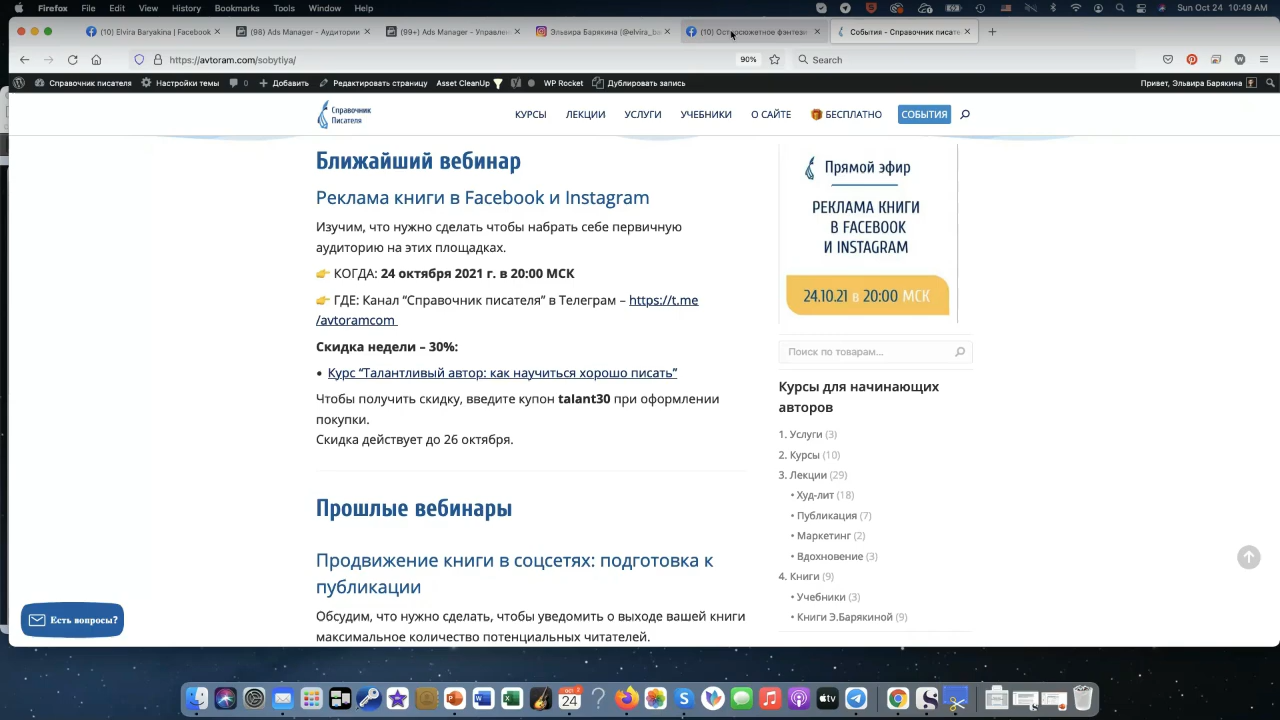 Firefox File Edit View History Bookmarks Tools Window Help
Sun Oct 24 10:49 AM
(10) Elvira Baryakina | Facebook
(98) Ads Manager - Аудитории
(99+) Ads Manager - Управлен
Эльвира Барякина (@elvira_ba
(10) Остросюжетное фэнтези
События - Справочник писате
https://avtoram.com/sobytiya/
90%
Search
Справочник писателя
Настройки темы
0
Добавить
Редактировать страницу
Asset CleanUp
WP Rocket
Дублировать запись
Привет, Эльвира Барякина
Справочник
Писателя
КУРСЫ
ЛЕКЦИИ
УСЛУГИ
УЧЕБНИКИ
О САЙТЕ
БЕСПЛАТНО
СОБЫТИЯ
Ближайший вебинар
Реклама книги в Facebook и Instagram
Изучим, что нужно сделать чтобы набрать себе первичную
аудиторию на этих площадках.
👉 КОГДА: 24 октября 2021 г. в 20:00 МСК
👉 ГДЕ: Канал “Справочник писателя” в Телеграм – https://t.me
/avtoramcom
Скидка недели – 30%:
• Курс “Талантливый автор: как научиться хорошо писать”
Чтобы получить скидку, введите купон talant30 при оформлении
покупки.
Скидка действует до 26 октября.
Прошлые вебинары
Продвижение книги в соцсетях: подготовка к
публикации
Обсудим, что нужно сделать, чтобы уведомить о выходе вашей книги
максимальное количество потенциальных читателей.
Прямой эфир
РЕКЛАМА КНИГИ
В FACEBOOK
И INSTAGRAM
24.10.21 в 20:00 МСК
Поиск по товарам...
Курсы для начинающих
авторов
1. Услуги (3)
2. Курсы (10)
3. Лекции (29)
• Худ-лит (18)
• Публикация (7)
• Маркетинг (2)
• Вдохновение (3)
4. Книги (9)
• Учебники (3)
• Книги Э.Барякиной (9)
Есть вопросы?
24
tv